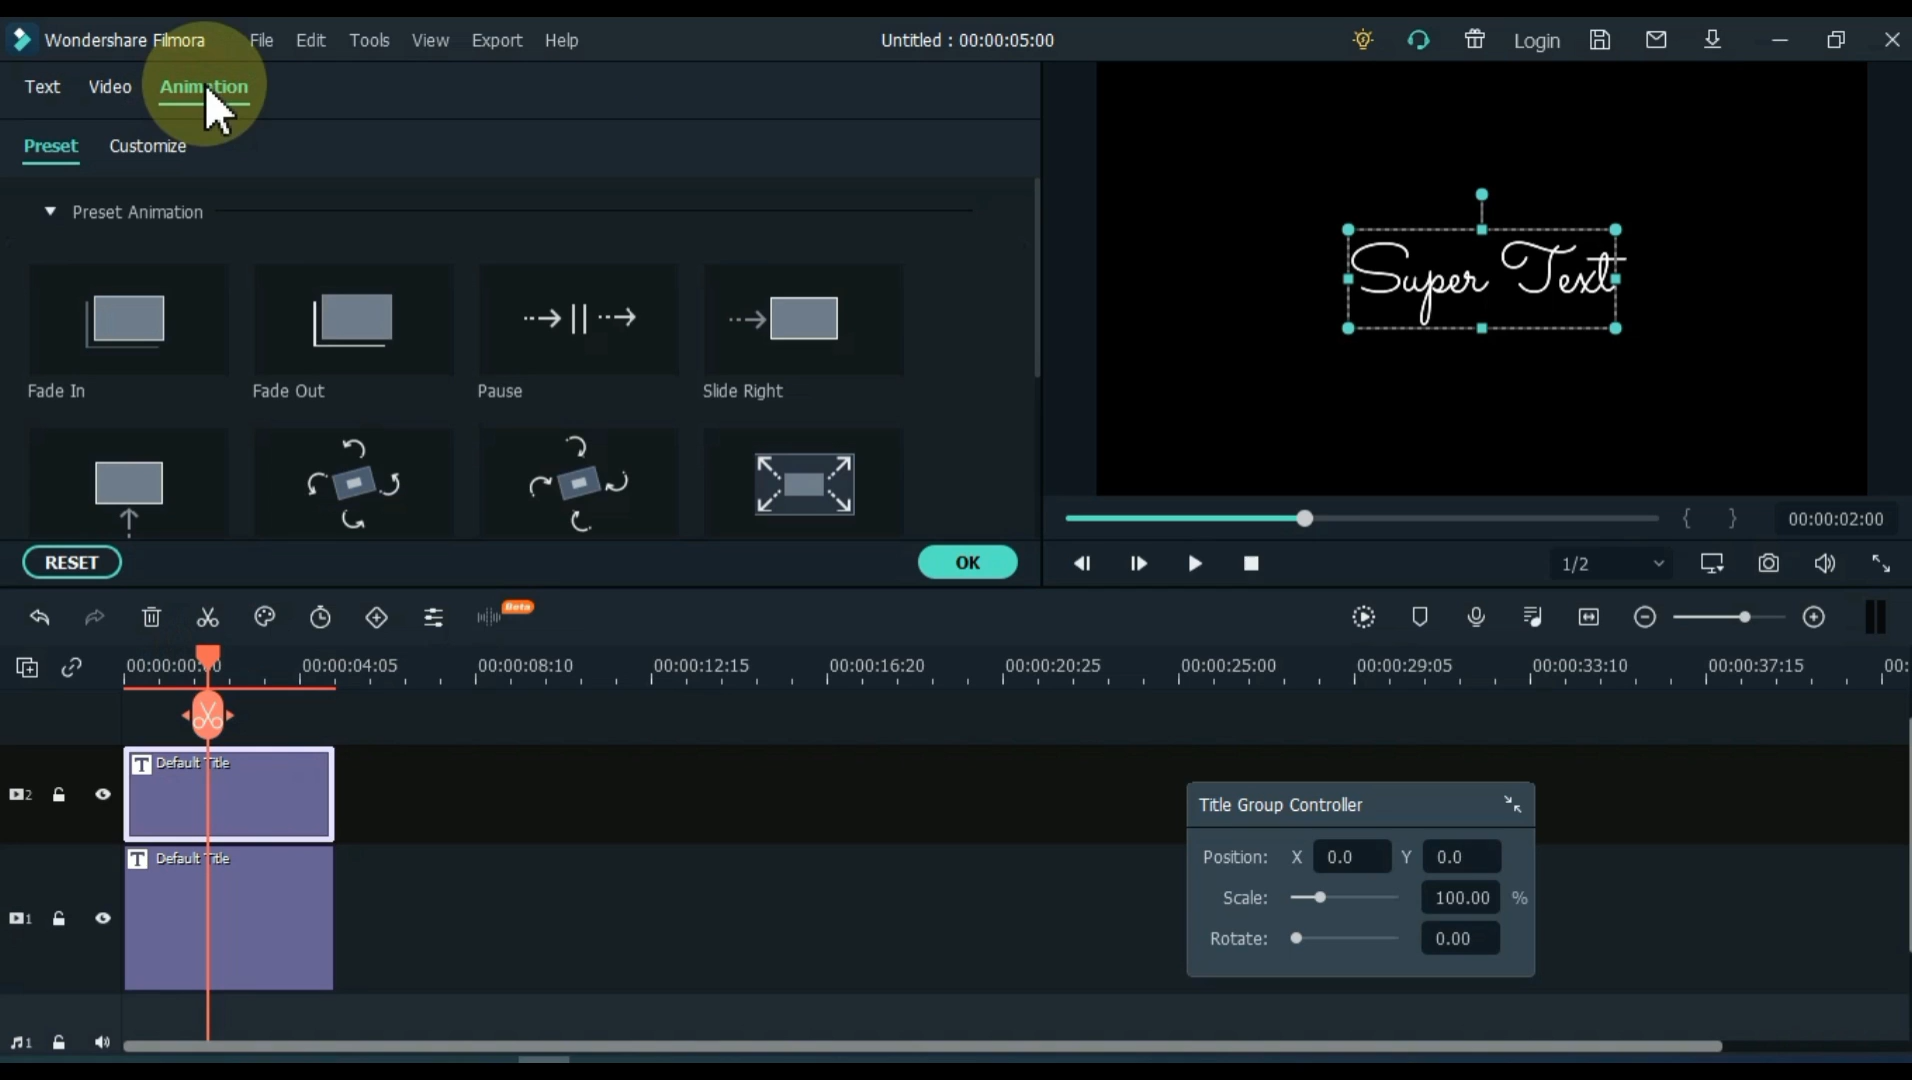 Wondershare Filmora File Edit Tools View Export Help Untitled : 00:00:05:00 Login
Text Video Animation
Preset Customize
Preset Animation
Fade In Fade Out Pause Slide Right
Super Text
00:00:02:00
RESET OK
1/2
Beta
00:00:00:00 00:00:04:05 00:00:08:10 00:00:12:15 00:00:16:20 00:00:20:25 00:00:25:00 00:00:29:05 00:00:33:10 00:00:37:15 00:
T Default Title
2
T Default Title
1
Title Group Controller
Position: X 0.0 Y 0.0
Scale: 100.00 %
Rotate: 0.00
1